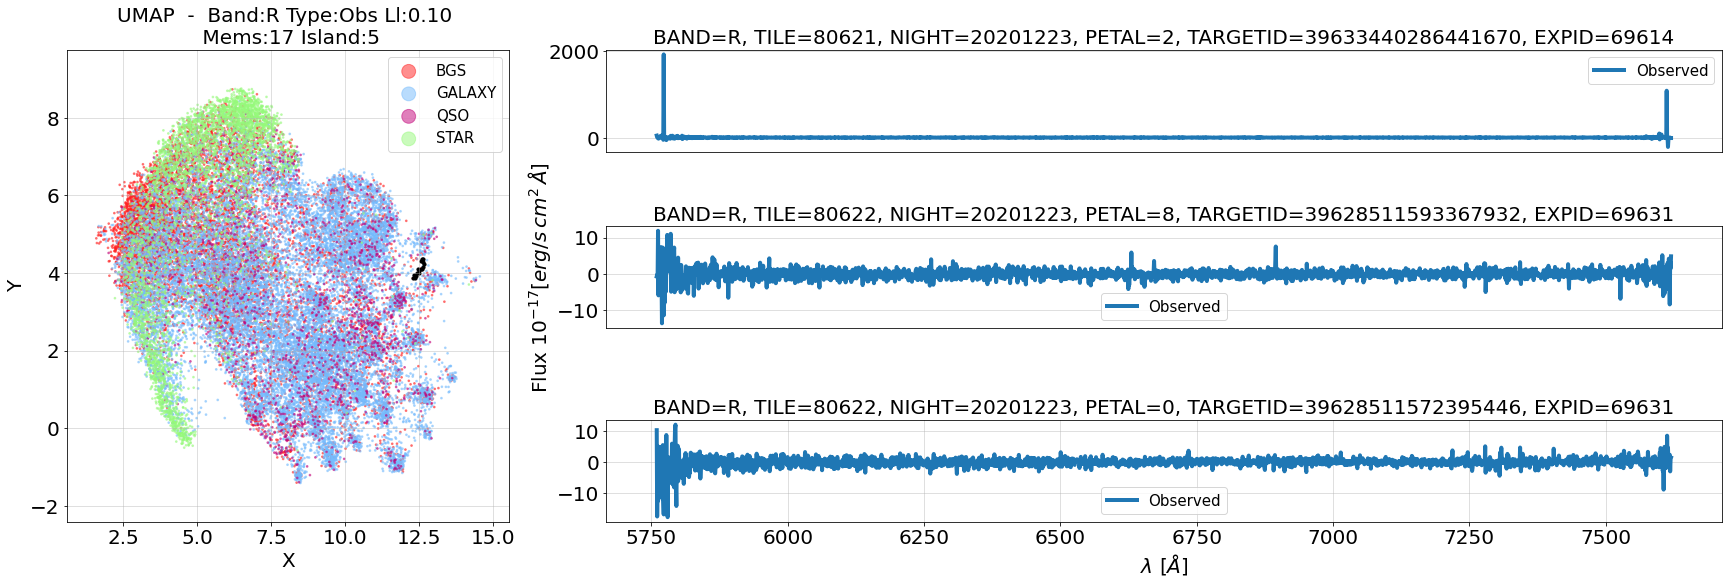 UMAP - Band:R Type:Obs Ll:0.10
Mems:17 Island:5
BGS
GALAXY
QSO
STAR
8
6
4
2
0
−2
Y
2.5 5.0 7.5 10.0 12.5 15.0
X
Flux 10^{-17}[erg/s cm^2 Å]
BAND=R, TILE=80621, NIGHT=20201223, PETAL=2, TARGETID=39633440286441670, EXPID=69614
2000
0
Observed
BAND=R, TILE=80622, NIGHT=20201223, PETAL=8, TARGETID=39628511593367932, EXPID=69631
10
0
−10
Observed
BAND=R, TILE=80622, NIGHT=20201223, PETAL=0, TARGETID=39628511572395446, EXPID=69631
10
0
−10
Observed
5750 6000 6250 6500 6750 7000 7250 7500
λ [Å]